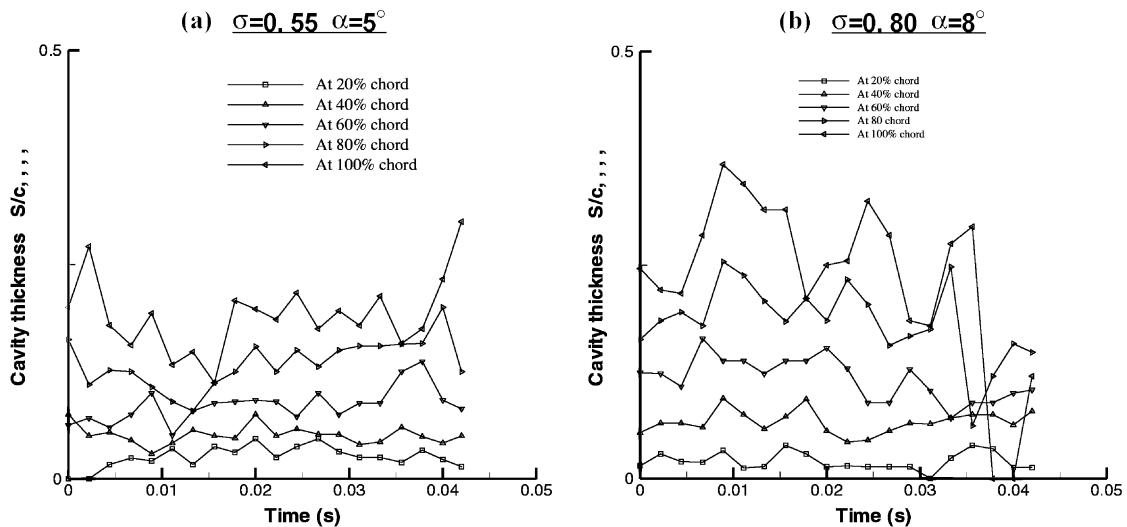 (a) σ=0. 55 α=5°
0.5
At 20% chord
At 40% chord
At 60% chord
At 80% chord
At 100% chord
Cavity thickness S/c, , , ,
0
0 0.01 0.02 0.03 0.04 0.05
Time (s)
(b) σ=0. 80 α=8°
0.5
At 20% chord
At 40% chord
At 60% chord
At 80 chord
At 100% chord
Cavity thickness S/c, , , ,
0
0 0.01 0.02 0.03 0.04 0.05
Time (s)